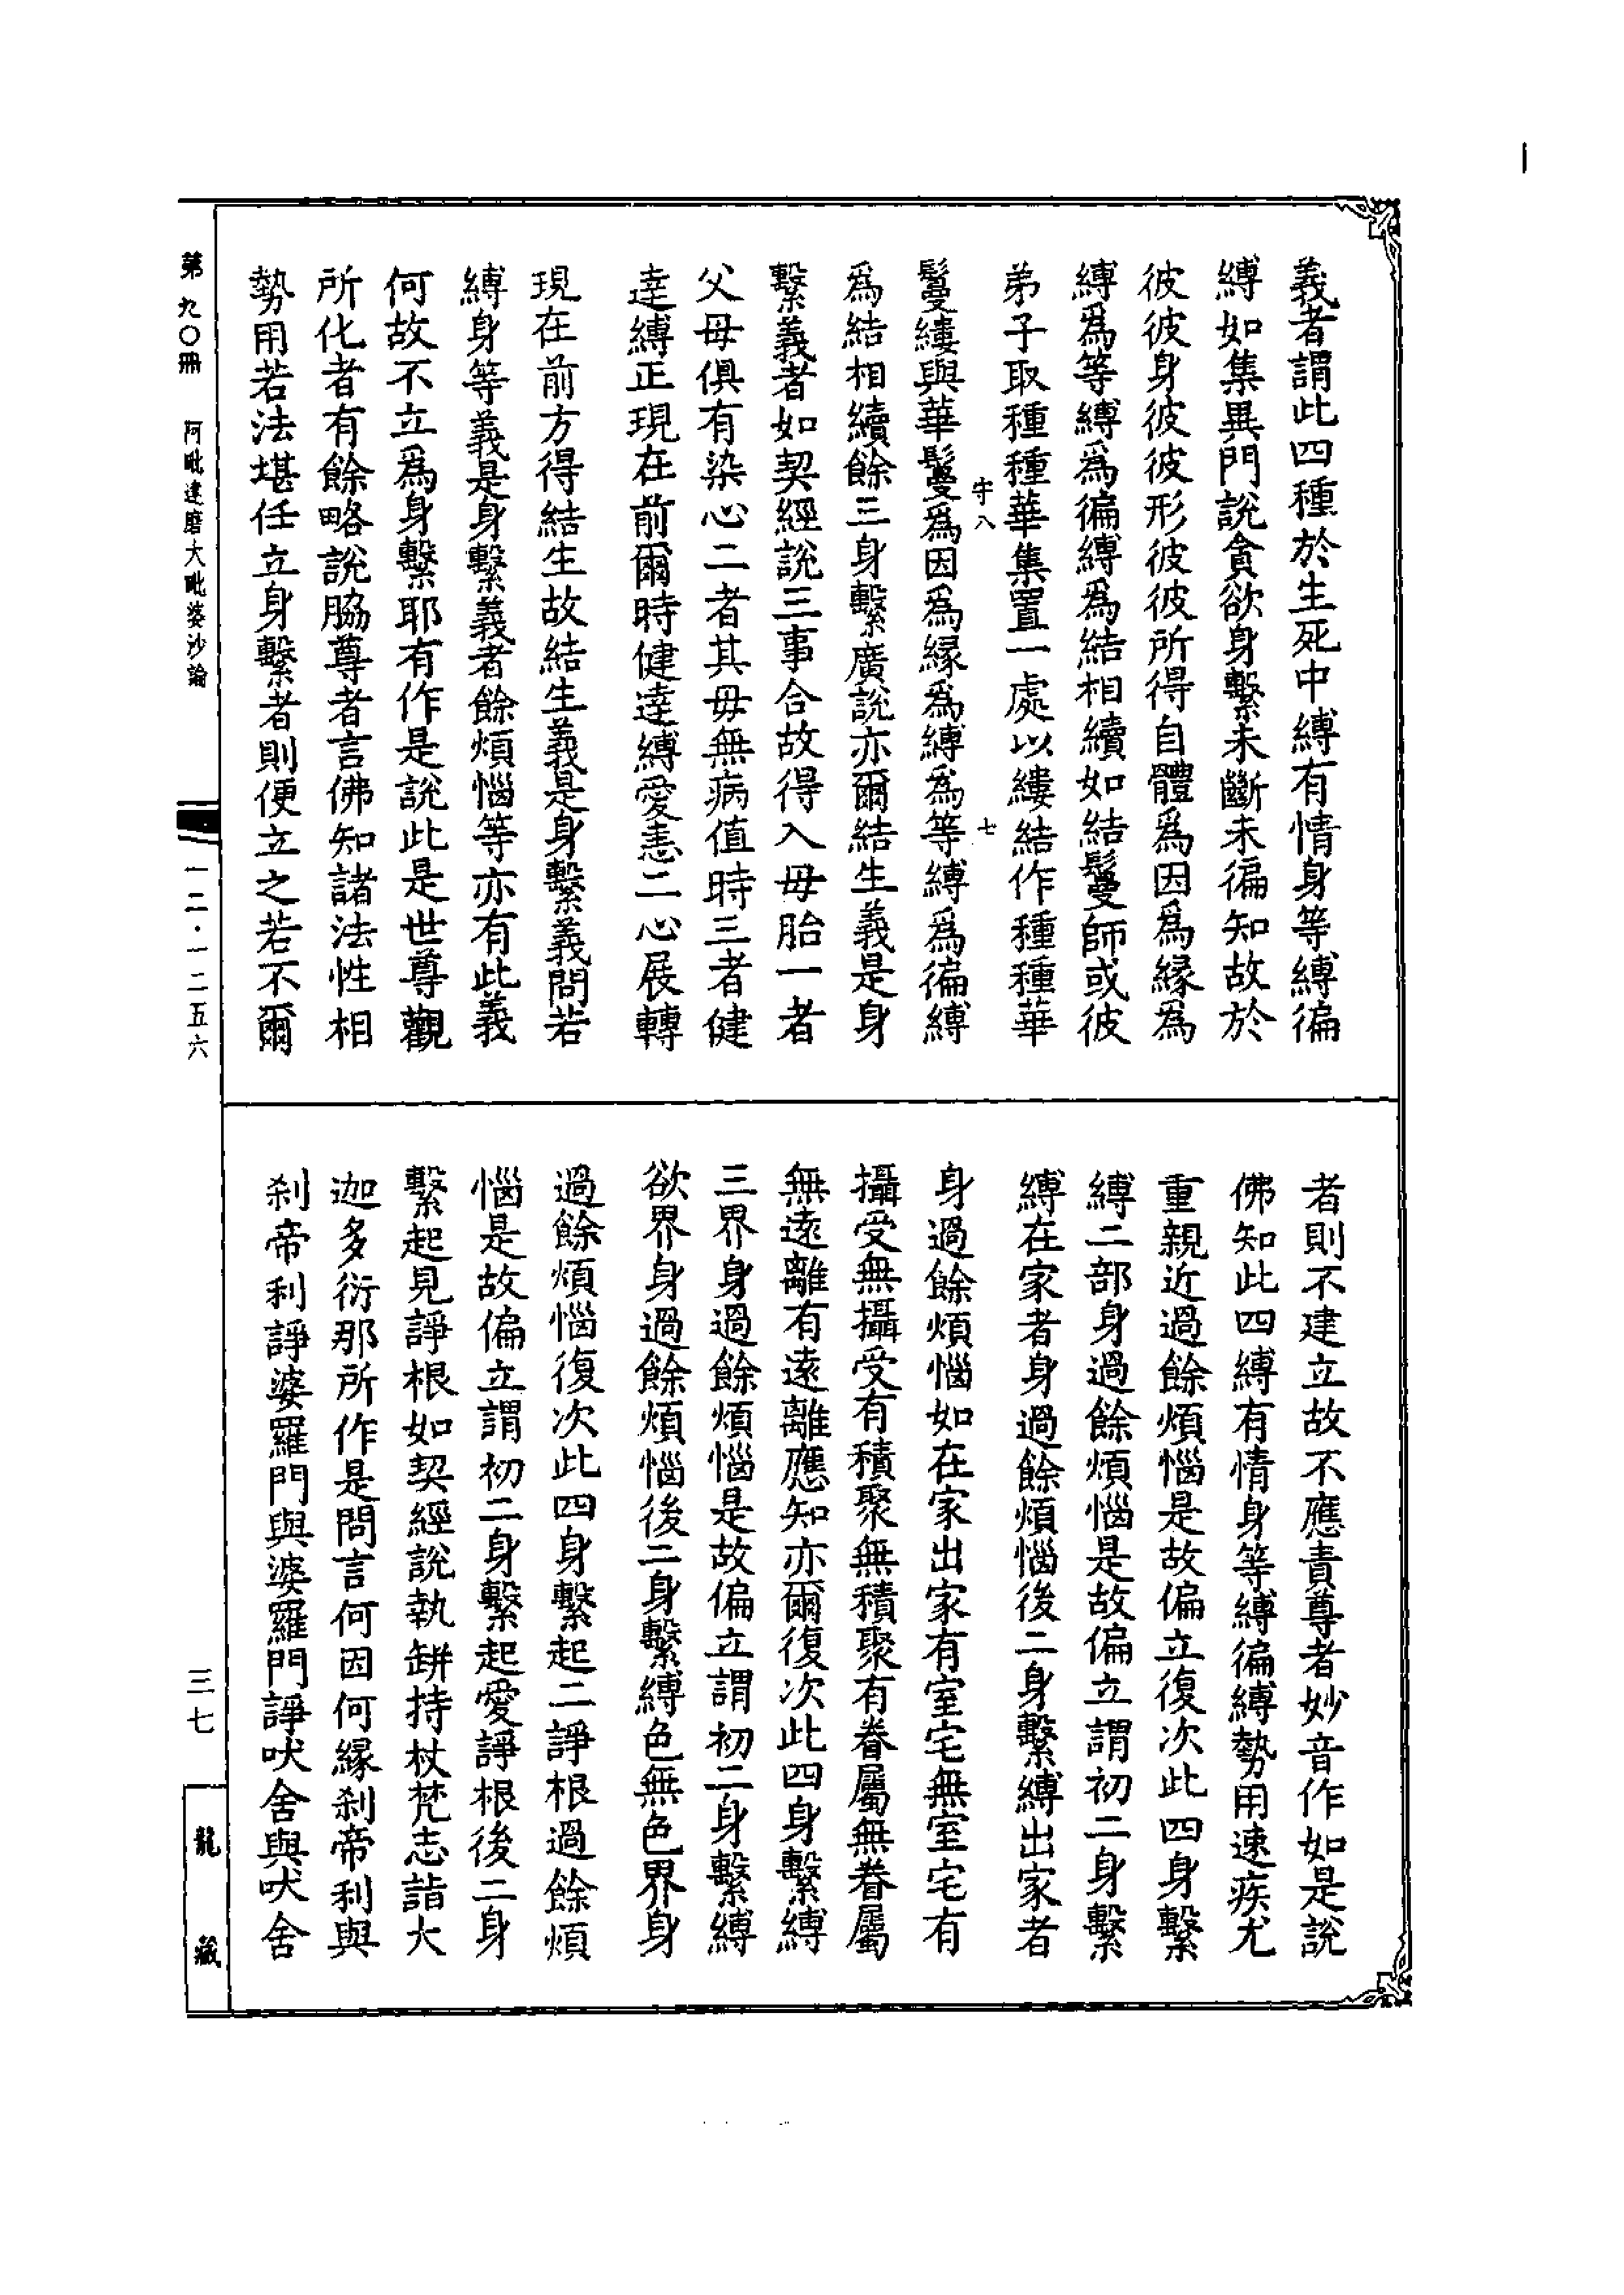 義者謂此四種於生死中縛有情身等縛徧
縛如集異門說貪欲身繫未斷未徧知故於
彼彼身彼彼形彼彼所得自體爲因爲緣爲
縛爲等縛爲徧縛爲結相續如結鬘師或彼
弟子取種種華集置一處以縷結作種種華
守八
七
鬘縷與華鬘爲因爲緣爲縛爲等縛爲徧縛
爲結相續餘三身繫廣說亦爾結生義是身
繫義者如契經說三事合故得入母胎一者
父母俱有染心二者其母無病值時三者健
達縛正現在前爾時健達縛愛恚二心展轉
現在前方得結生故結生義是身繫義問若
縛身等義是身繫義者餘煩惱等亦有此義
何故不立爲身繫耶有作是說此是世尊觀
所化者有餘略說脇尊者言佛知諸法性相
勢用若法堪任立身繫者則便立之若不爾
者則不建立故不應責尊者妙音作如是說
佛知此四縛有情身等縛徧縛勢用速疾尤
重親近過餘煩惱是故偏立復次此四身繫
縛二部身過餘煩惱是故偏立謂初二身繫
縛在家者身過餘煩惱後二身繫縛出家者
身過餘煩惱如在家出家有室宅無室宅有
攝受無攝受有積聚無積聚有眷屬無眷屬
無遠離有遠離應知亦爾復次此四身繫縛
三界身過餘煩惱是故偏立謂初二身繫縛
欲界身過餘煩惱後二身繫縛色無色界身
過餘煩惱復次此四身繫起二諍根過餘煩
惱是故偏立謂初二身繫起愛諍根後二身
繫起見諍根如契經說執缾持杖梵志詣大
迦多衍那所作是問言何因何緣剎帝利與
剎帝利諍婆羅門與婆羅門諍吠舍與吠舍
第九〇冊 阿毗達磨大毗婆沙論
一二·一二五六
三七
龍藏